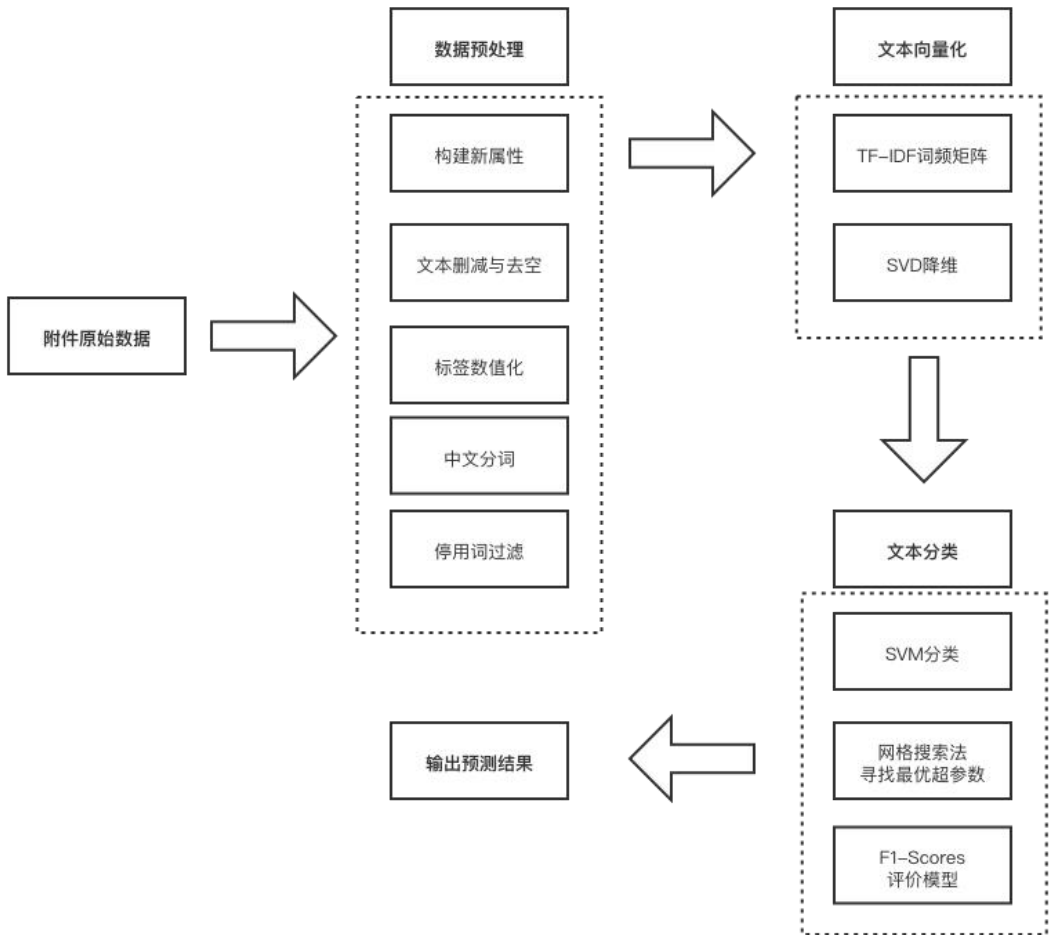 附件原始数据
数据预处理
构建新属性
文本删减与去空
标签数值化
中文分词
停用词过滤
文本向量化
TF-IDF词频矩阵
SVD降维
文本分类
SVM分类
网格搜索法
寻找最优超参数
F1-Scores
评价模型
输出预测结果